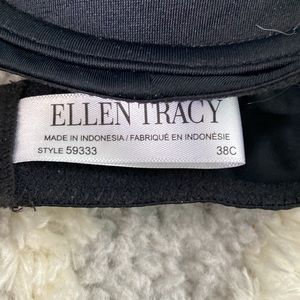 ELLEN TRACY
MADE IN INDONESIA / FABRIQUÉ EN INDONÉSIE
STYLE 59333 38C